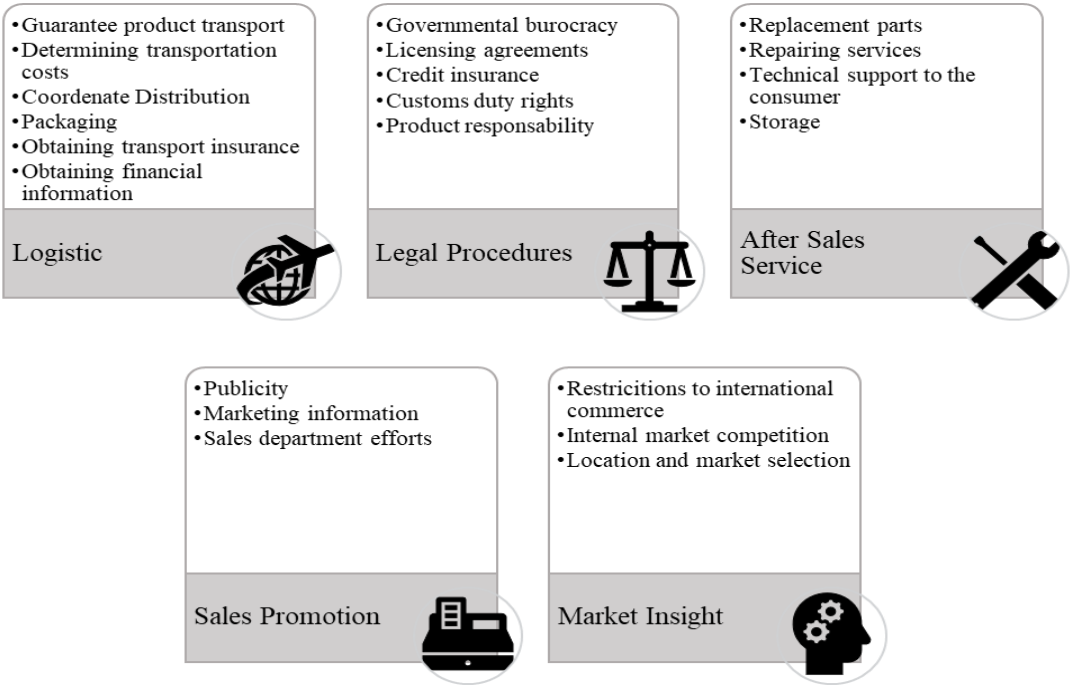 •Guarantee product transport
•Determining transportation
costs
•Coordenate Distribution
•Packaging
•Obtaining transport insurance
•Obtaining financial
information
Logistic
•Governmental burocracy
•Licensing agreements
•Credit insurance
•Customs duty rights
•Product responsability
Legal Procedures
•Replacement parts
•Repairing services
•Technical support to the
consumer
•Storage
After Sales
Service
•Publicity
•Marketing information
•Sales department efforts
Sales Promotion
•Restricitions to international
commerce
•Internal market competition
•Location and market selection
Market Insight